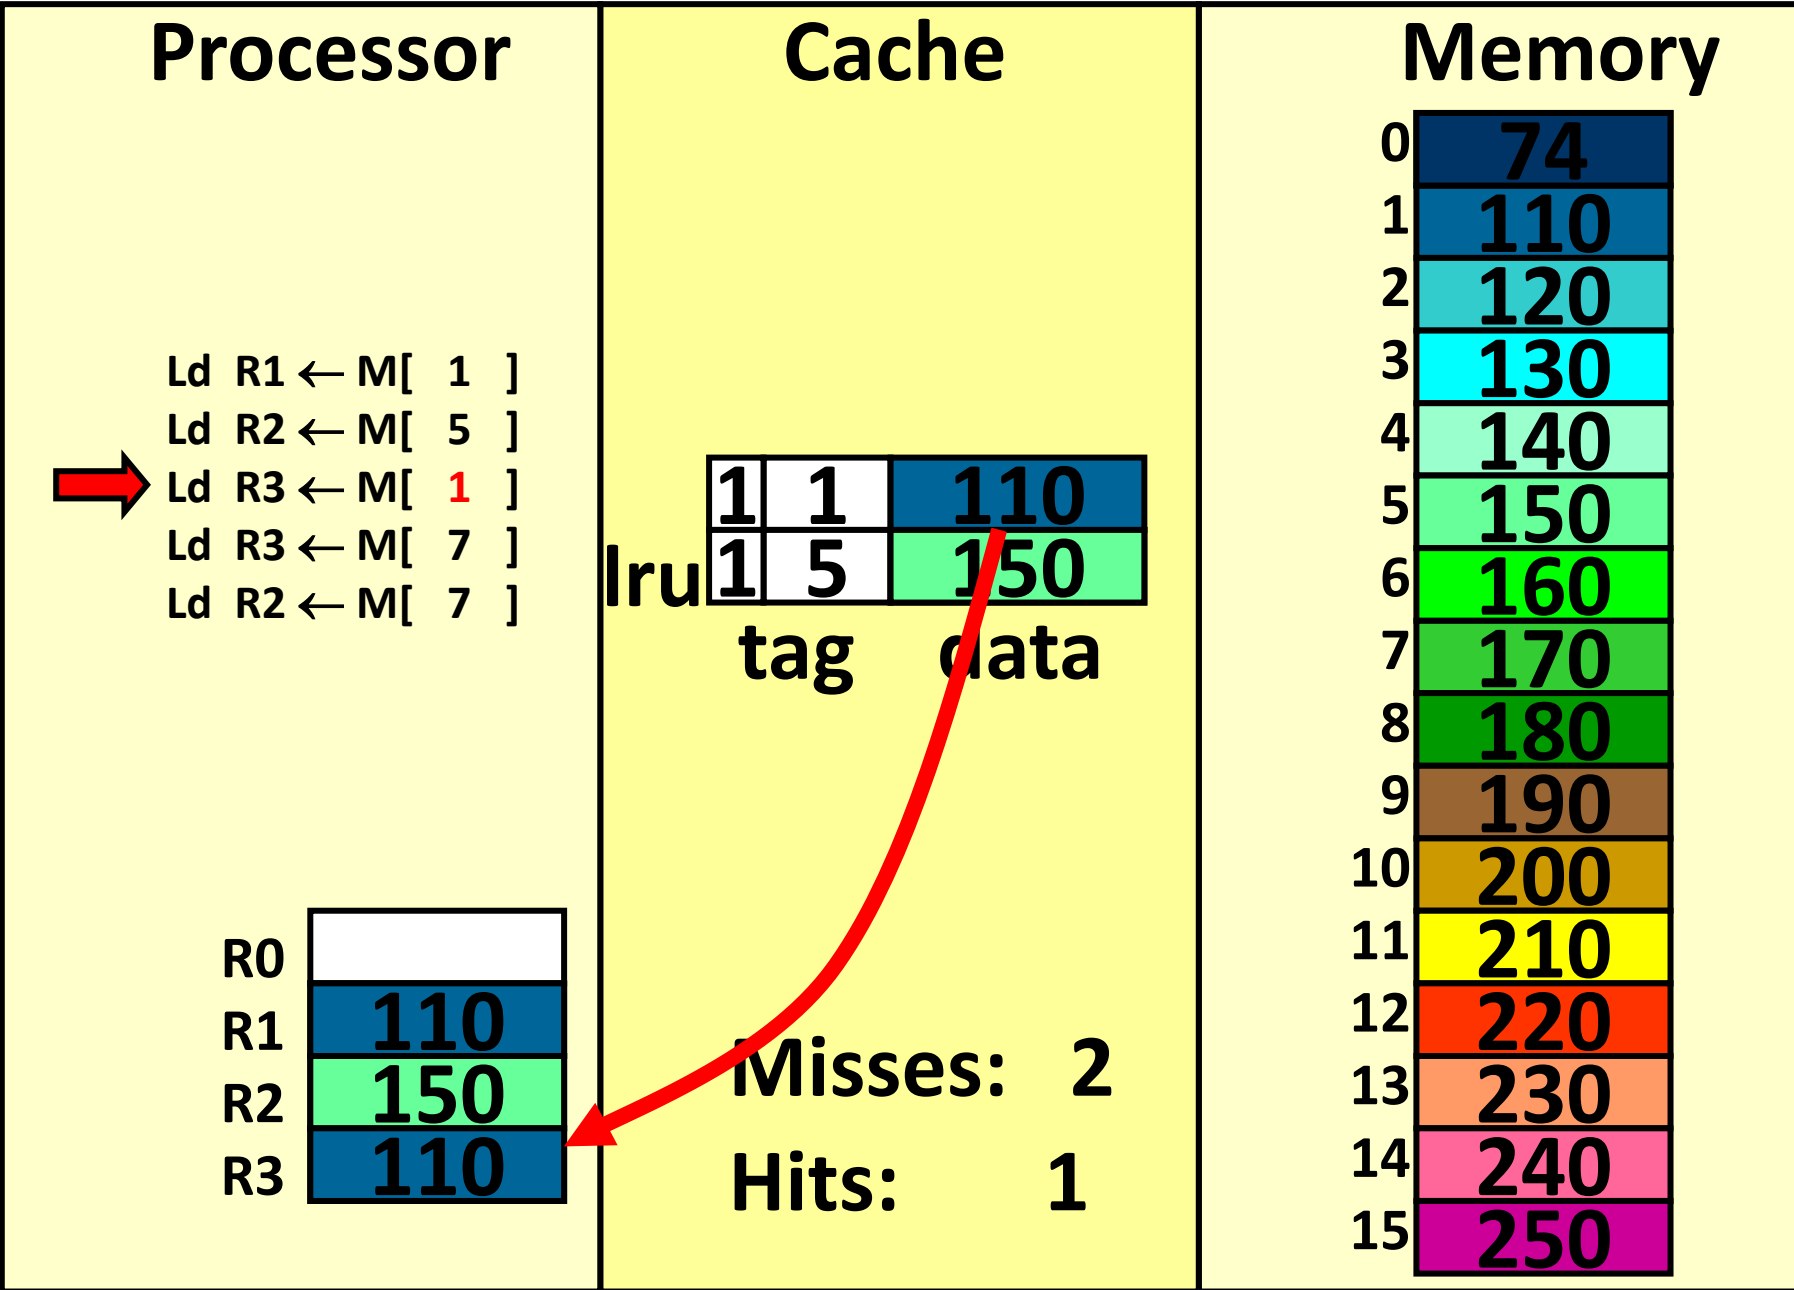 Processor
Ld R1 ← M[ 1 ]
Ld R2 ← M[ 5 ]
Ld R3 ← M[ 1 ]
Ld R3 ← M[ 7 ]
Ld R2 ← M[ 7 ]
R0
R1 110
R2 150
R3 110
Cache
1 1 110
lru 1 5 150
tag data
Misses: 2
Hits: 1
Memory
0 74
1 110
2 120
3 130
4 140
5 150
6 160
7 170
8 180
9 190
10 200
11 210
12 220
13 230
14 240
15 250